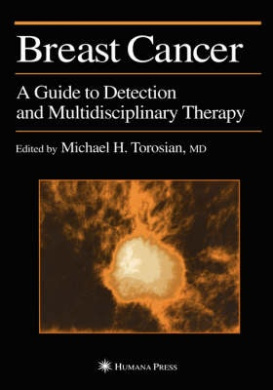 Breast Cancer
A Guide to Detection
and Multidisciplinary Therapy
Edited by Michael H. Torosian, MD
HUMANA PRESS